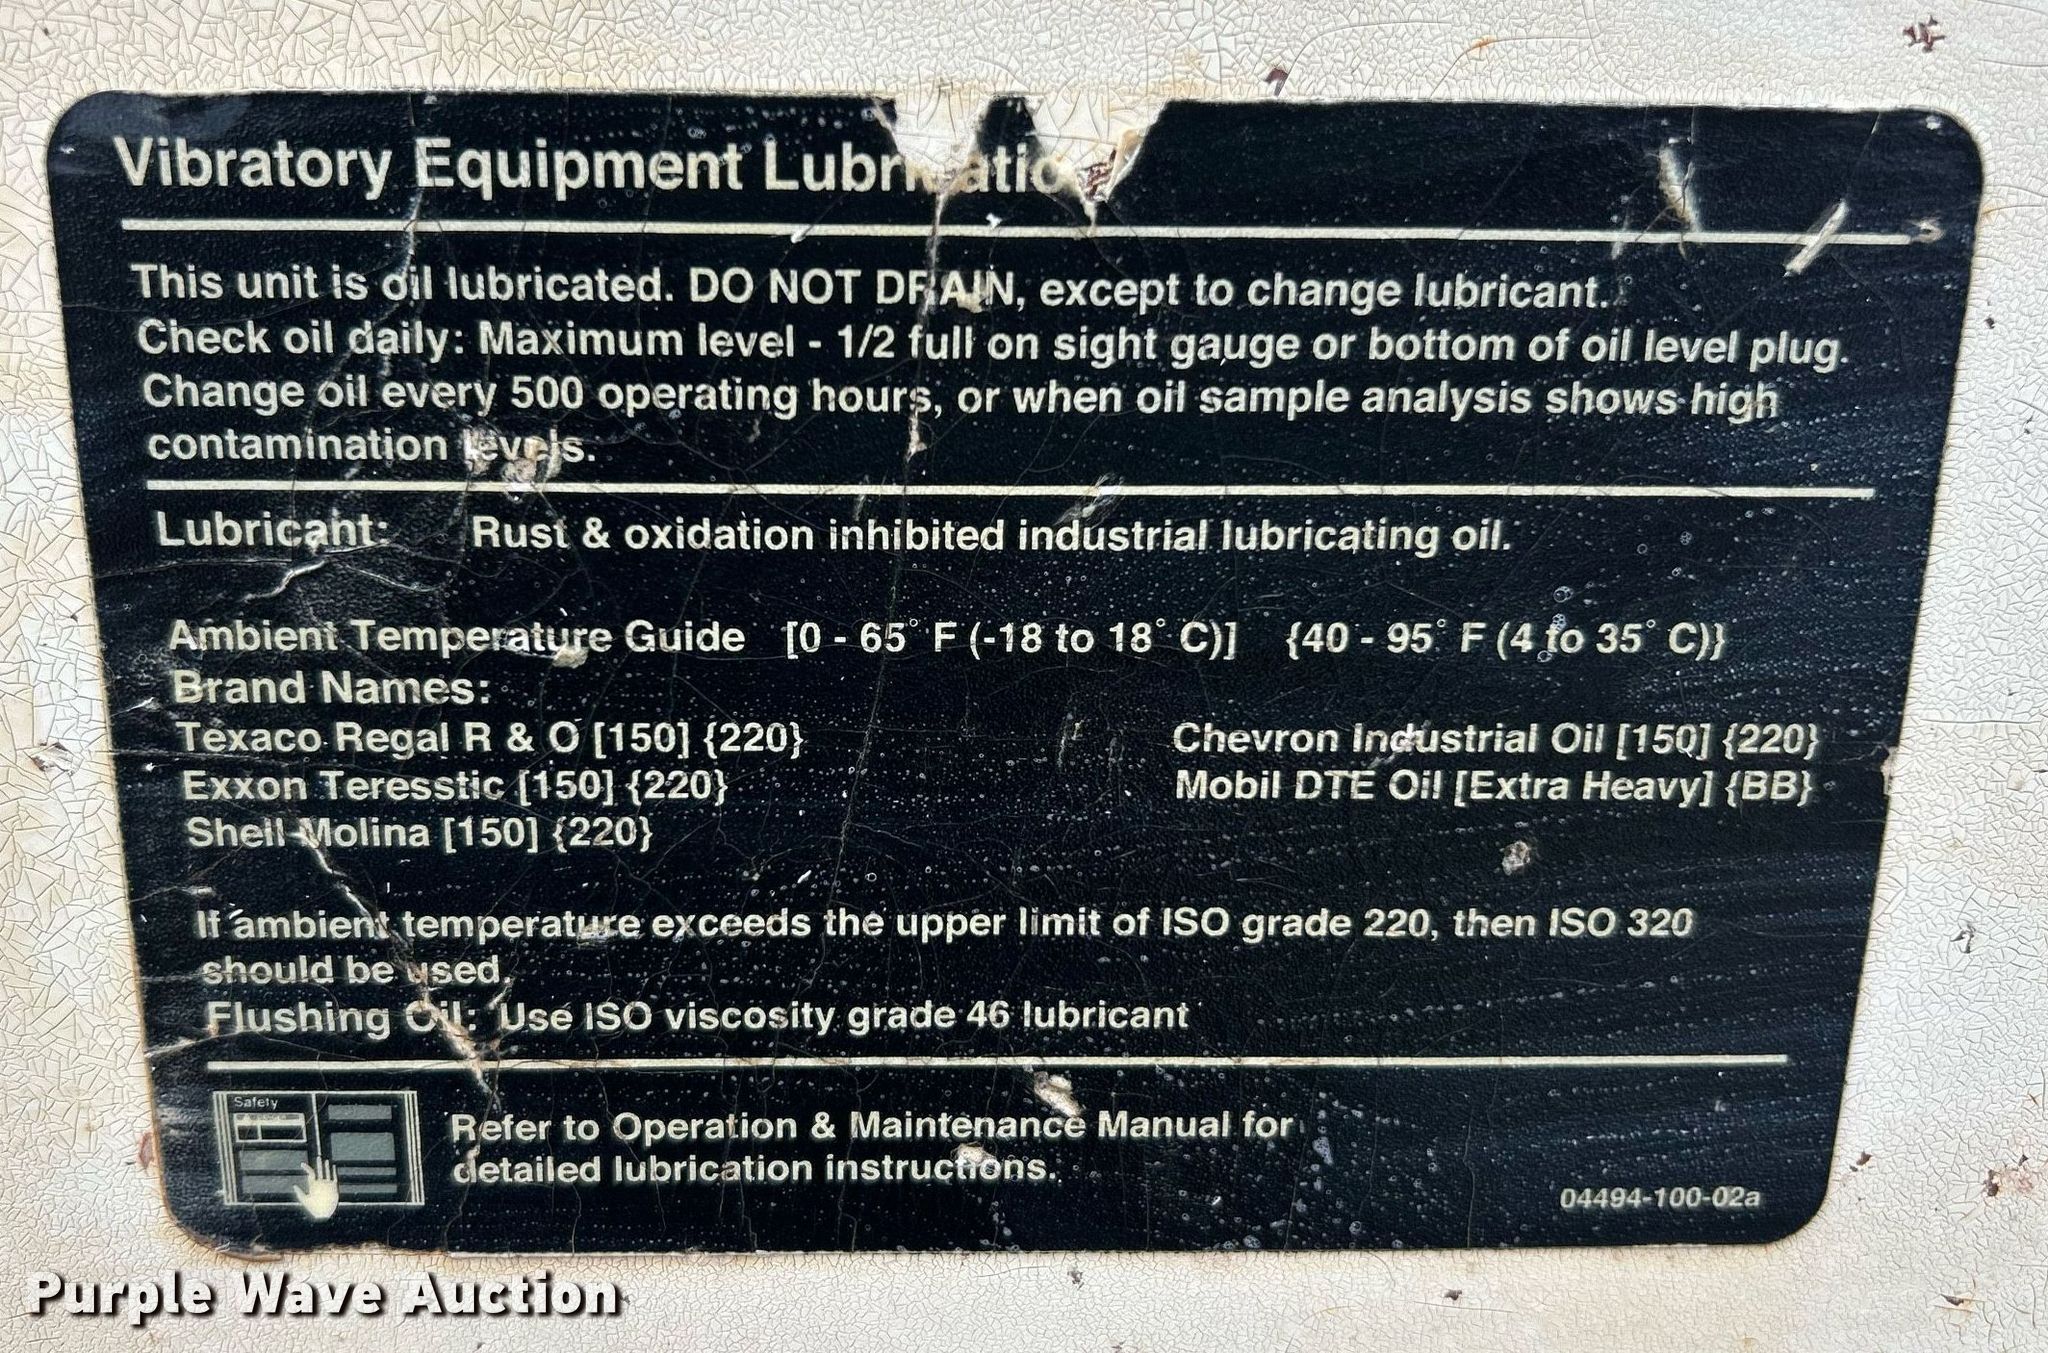 Vibratory Equipment Lubrication
This unit is oil lubricated. DO NOT DRAIN, except to change lubricant.
Check oil daily: Maximum level - 1/2 full on sight gauge or bottom of oil level plug.
Change oil every 500 operating hours, or when oil sample analysis shows high
contamination levels.
Lubricant: Rust & oxidation inhibited industrial lubricating oil.
Ambient Temperature Guide [0 - 65° F (-18 to 18° C)] {40 - 95° F (4 to 35° C)}
Brand Names:
Texaco Regal R & O [150] {220} Chevron Industrial Oil [150] {220}
Exxon Teresstic [150] {220} Mobil DTE Oil [Extra Heavy] {BB}
Shell Molina [150] {220}
If ambient temperature exceeds the upper limit of ISO grade 220, then ISO 320
should be used.
Flushing Oil: Use ISO viscosity grade 46 lubricant
Safety
Refer to Operation & Maintenance Manual for
detailed lubrication instructions.
04494-100-02a
Purple Wave Auction